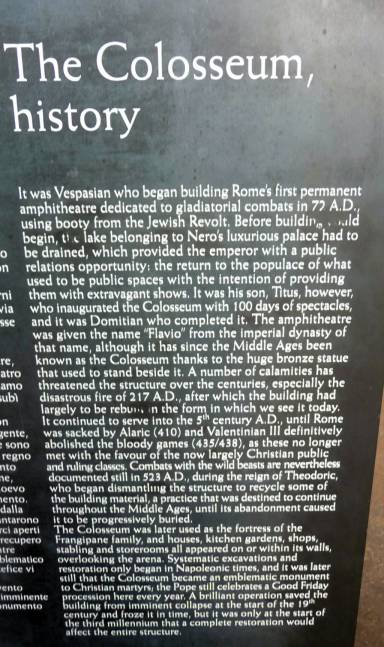 The Colosseum,
history
It was Vespasian who began building Rome's first permanent
amphitheatre dedicated to gladiatorial combats in 72 A.D.,
using booty from the Jewish Revolt. Before
begin, lake belonging to Nero's luxurious palace had to
be drained, which provided the emperor with a public
relations opportunity: the return to the populace of what
used to be public spaces with the intention of providing
them with extravagant shows. It was his son, Titus, however,
who inaugurated the Colosseum with 100 days of spectacles,
and it was Domitian who completed it. The amphitheatre
was given the name "Flavio" from the imperial dynasty of
that name, although it has since the Middle Ages been
known as the Colosseum thanks to the huge bronze statue
that used to stand beside it. A number of calamities has
threatened the structure over the centuries, especially the
disastrous fire of 217 A.D., after which the building had
largely to be in the form in which we see it today.
It continued to serve into the 5th century A.D., until Rome
was sacked by Alaric (410) and Valentinian III definitively
abolished the bloody games (435/438), as these no longer
met with the favour of the now largely Christian public
and ruling classes. Combats with the wild beasts are nevertheless
documented still in 523 A.D., during the reign of Theodoric,
who began dismantling the structure to recycle some of
the building material, a practice that was destined to continue
throughout the Middle Ages, until its abandonment caused
it to be progressively buried.
The Colosseum was later used as the fortress of the
Frangipane family, and houses, kitchen gardens, shops,
stabling and storerooms all appeared on or within its walls,
overlooking the arena. Systematic excavations and
restoration only began in Napoleonic times, and it was later
still that the Colosseum became an emblematic monument
to Christian martyrs; the Pope still celebrates a Good Friday
procession here every year. A brilliant operation saved the
building from imminent collapse at the start of the 19th
century and froze it in time, but it was only at the start of
the third millennium that a complete restoration would
affect the entire structure.